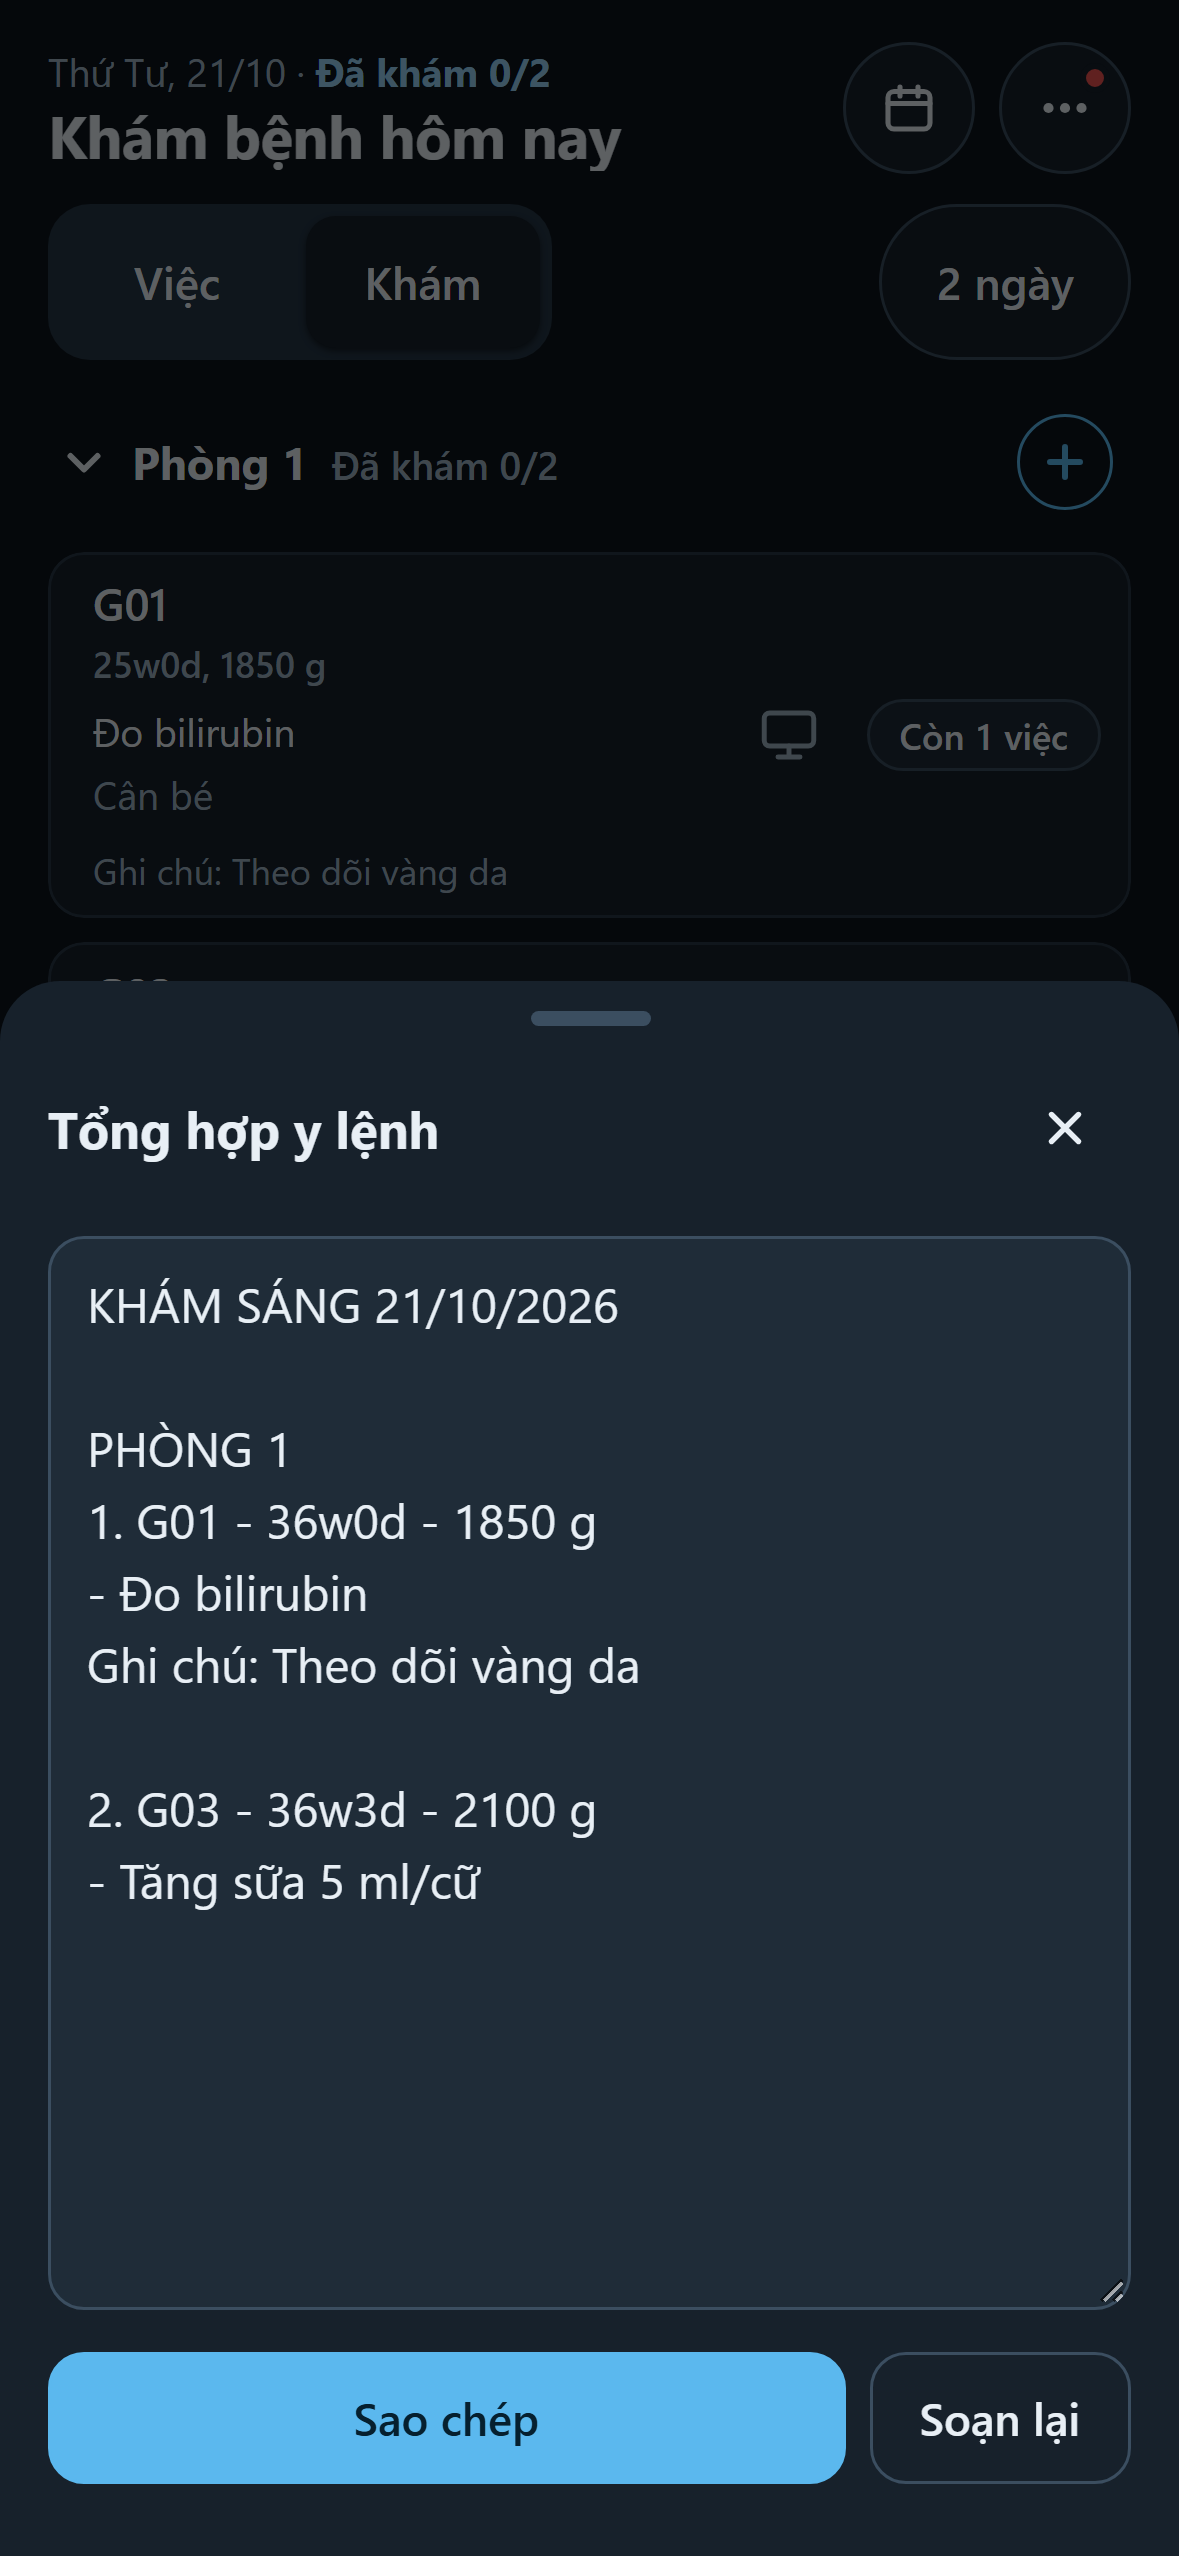 Thứ Tư, 21/10 · Đã khám 0/2
Khám bệnh hôm nay
Việc
Khám
2 ngày
Phòng 1 Đã khám 0/2
G01
25w0d, 1850 g
Đo bilirubin
Còn 1 việc
Cân bé
Ghi chú: Theo dõi vàng da
Tổng hợp y lệnh
KHÁM SÁNG 21/10/2026
PHÒNG 1
1. G01 - 36w0d - 1850 g
- Đo bilirubin
Ghi chú: Theo dõi vàng da
2. G03 - 36w3d - 2100 g
- Tăng sữa 5 ml/cữ
Sao chép
Soạn lại